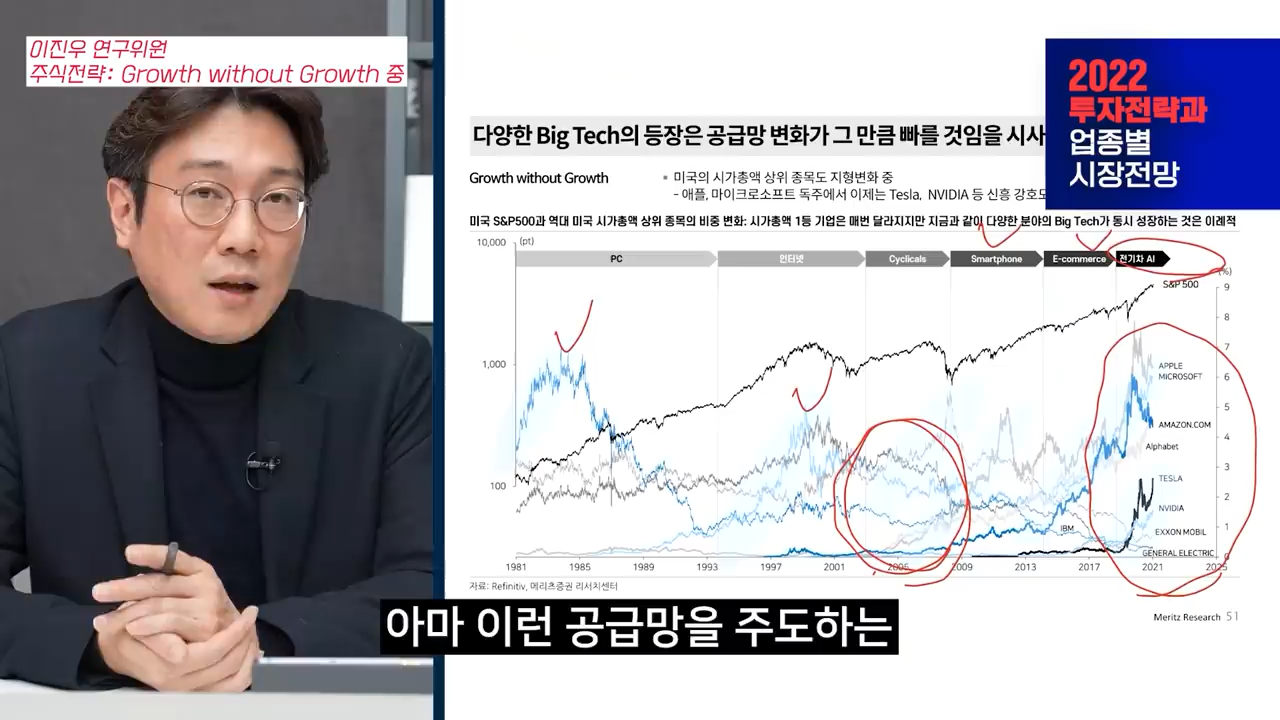 이진우 연구위원
주식전략: Growth without Growth 중
2022
투자전략과
업종별
시장전망
다양한 Big Tech의 등장은 공급망 변화가 그 만큼 빠를 것임을 시사
Growth without Growth
▪ 미국의 시가총액 상위 종목도 지형변화 중
- 애플, 마이크로소프트 독주에서 이제는 Tesla, NVIDIA 등 신흥 강호도
미국 S&P500과 역대 미국 시가총액 상위 종목의 비중 변화: 시가총액 1등 기업은 매번 달라지지만 지금과 같이 다양한 분야의 Big Tech가 동시 성장하는 것은 이례적
10,000 (pt)
PC 인터넷 Cyclicals Smartphone E-commerce 전기차 AI
(%)
S&P 500 9
8
7
1,000 APPLE
MICROSOFT 6
5
AMAZON.COM
4
Alphabet
3
100 TESLA
2
NVIDIA
IBM 1
EXXON MOBIL
GENERAL ELECTRIC 0
1981 1985 1989 1993 1997 2001 2005 2009 2013 2017 2021 2025
자료: Refinitiv, 메리츠증권 리서치센터
아마 이런 공급망을 주도하는
Meritz Research 51